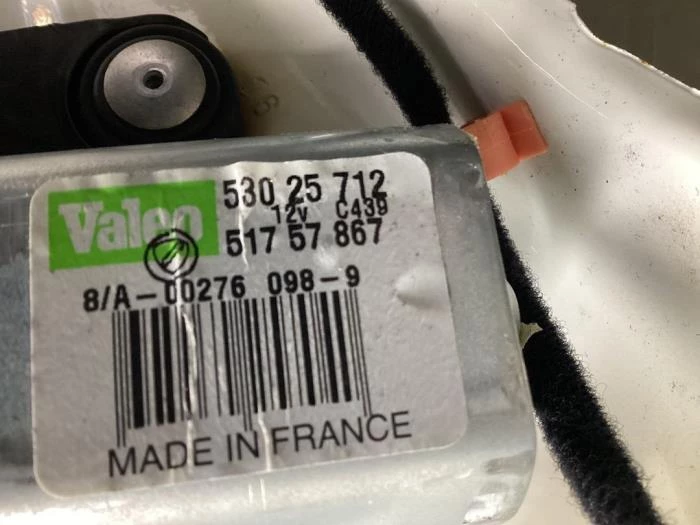 Valeo
530 25 712
12V C439
517 57 867
8/A-00276 098-9
MADE IN FRANCE